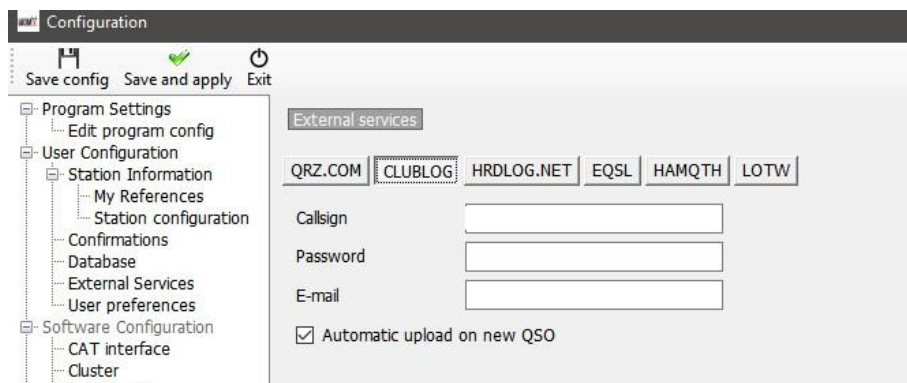 Configuration
Save config Save and apply Exit
Program Settings
Edit program config
User Configuration
Station Information
My References
Station configuration
Confirmations
Database
External Services
User preferences
Software Configuration
CAT interface
Cluster
External services
QRZ.COM CLUBLOG HRDLOG.NET EQSL HAMQTH LOTW
Callsign
Password
E-mail
Automatic upload on new QSO